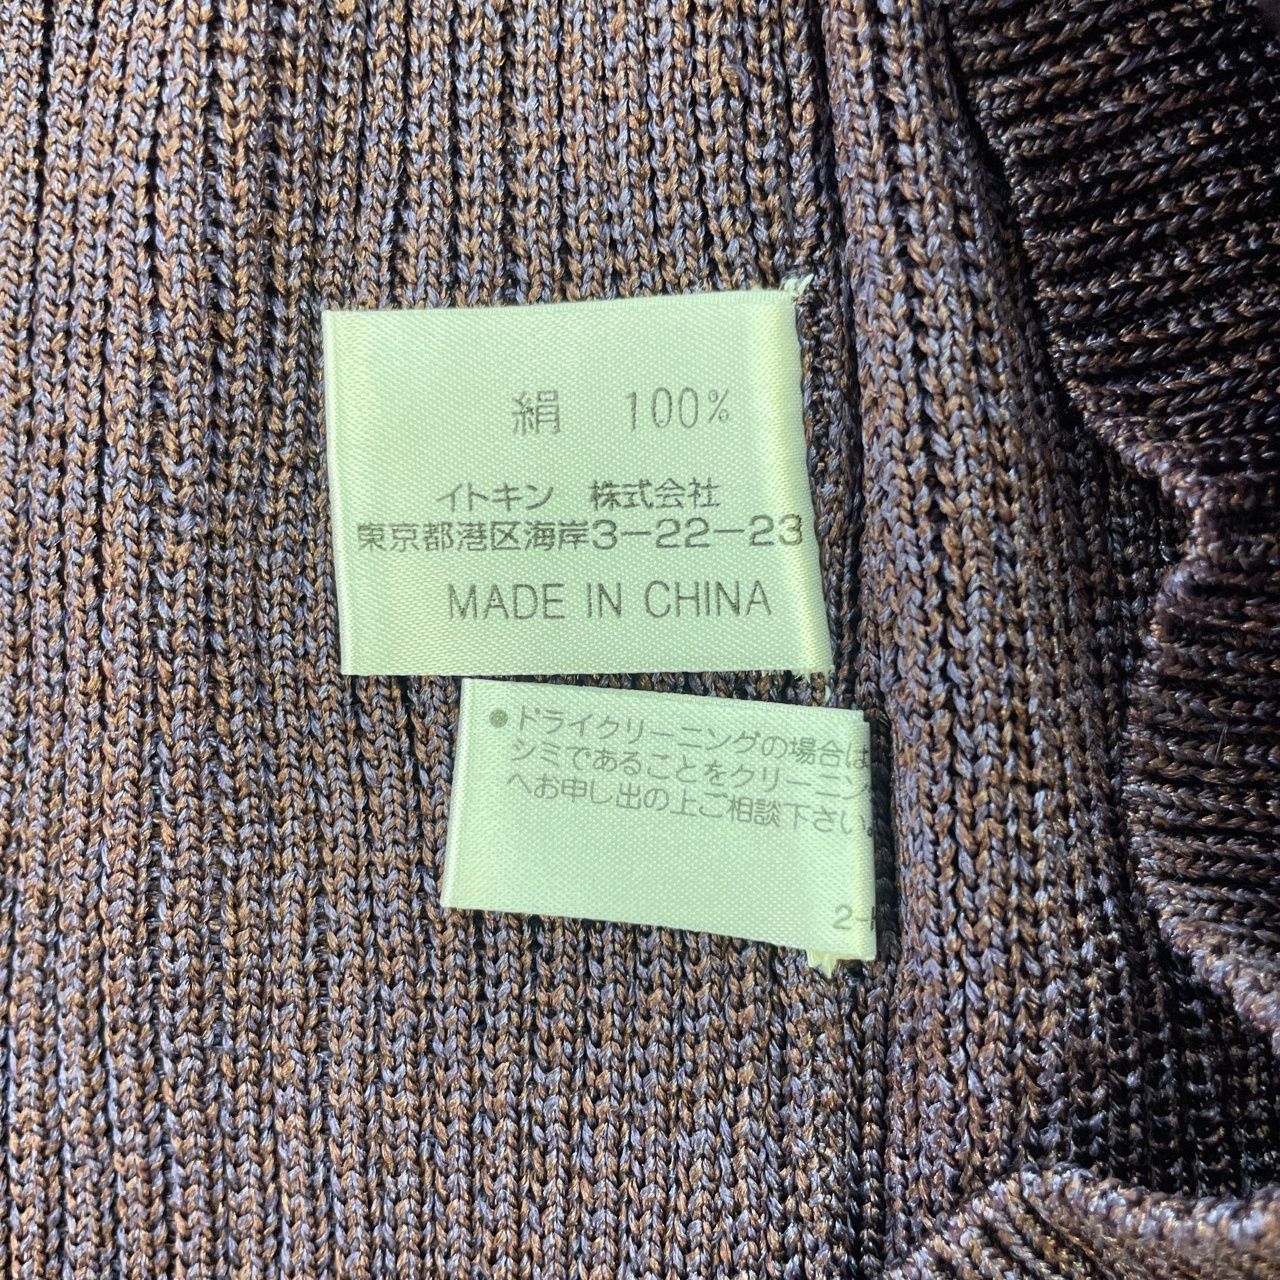 絹 100%
イトキン 株式会社
東京都港区海岸3-22-23
MADE IN CHINA
●ドライクリーニングの場合は
シミであることをクリーニン
へお申し出の上ご相談下さい。
2-